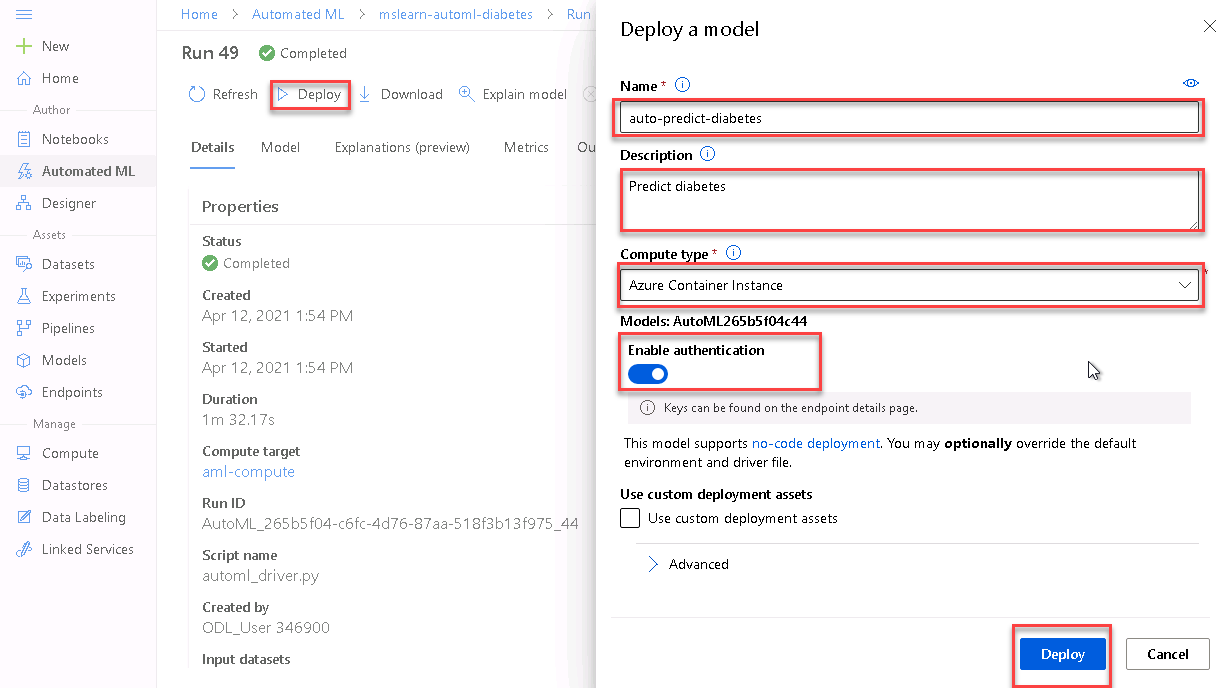 New
Home
Author
Notebooks
Automated ML
Designer
Assets
Datasets
Experiments
Pipelines
Models
Endpoints
Manage
Compute
Datastores
Data Labeling
Linked Services
Home > Automated ML > mslearn-automl-diabetes > Run
Run 49 Completed
Refresh Deploy Download Explain model
Details Model Explanations (preview) Metrics Ou
Properties
Status
Completed
Created
Apr 12, 2021 1:54 PM
Started
Apr 12, 2021 1:54 PM
Duration
1m 32.17s
Compute target
aml-compute
Run ID
AutoML_265b5f04-c6fc-4d76-87aa-518f3b13f975_44
Script name
automl_driver.py
Created by
ODL_User 346900
Input datasets
Deploy a model
Name *
auto-predict-diabetes
Description
Predict diabetes
Compute type *
Azure Container Instance
Models: AutoML265b5f04c44
Enable authentication
Keys can be found on the endpoint details page.
This model supports no-code deployment. You may optionally override the default
environment and driver file.
Use custom deployment assets
Use custom deployment assets
Advanced
Deploy Cancel